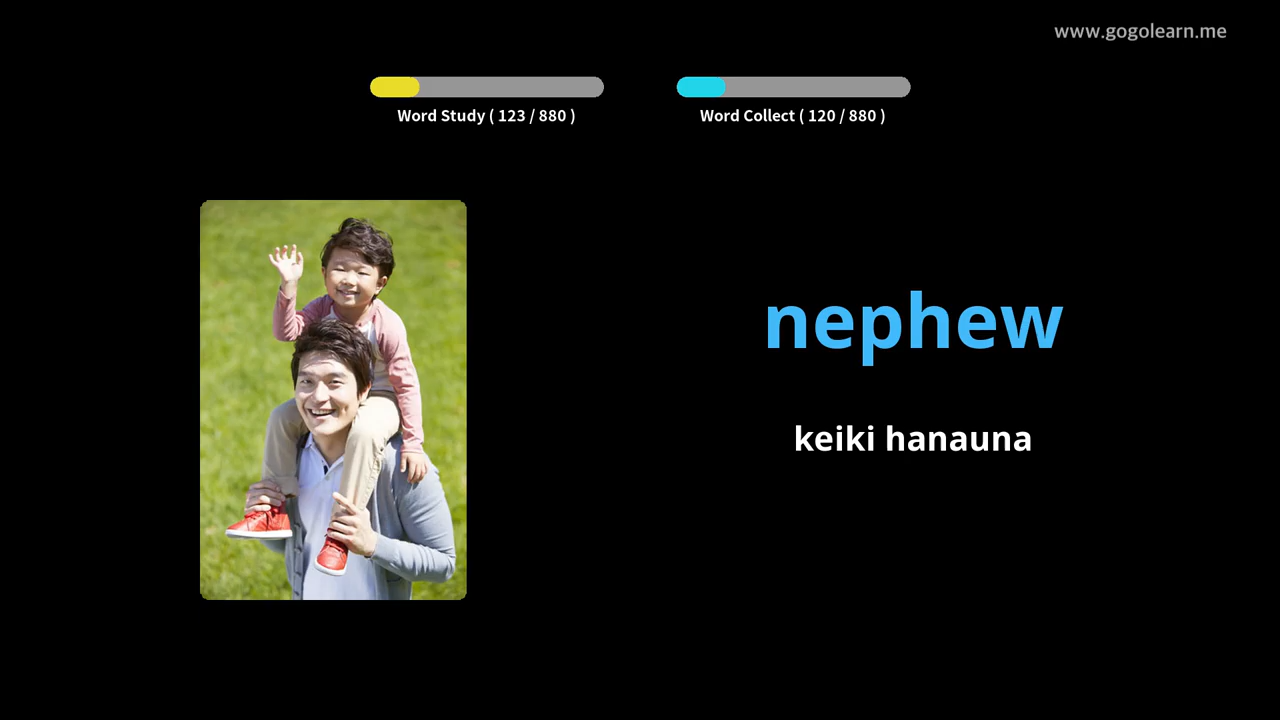 www.gogolearn.me
Word Study ( 123 / 880 )
Word Collect ( 120 / 880 )
nephew
keiki hanauna